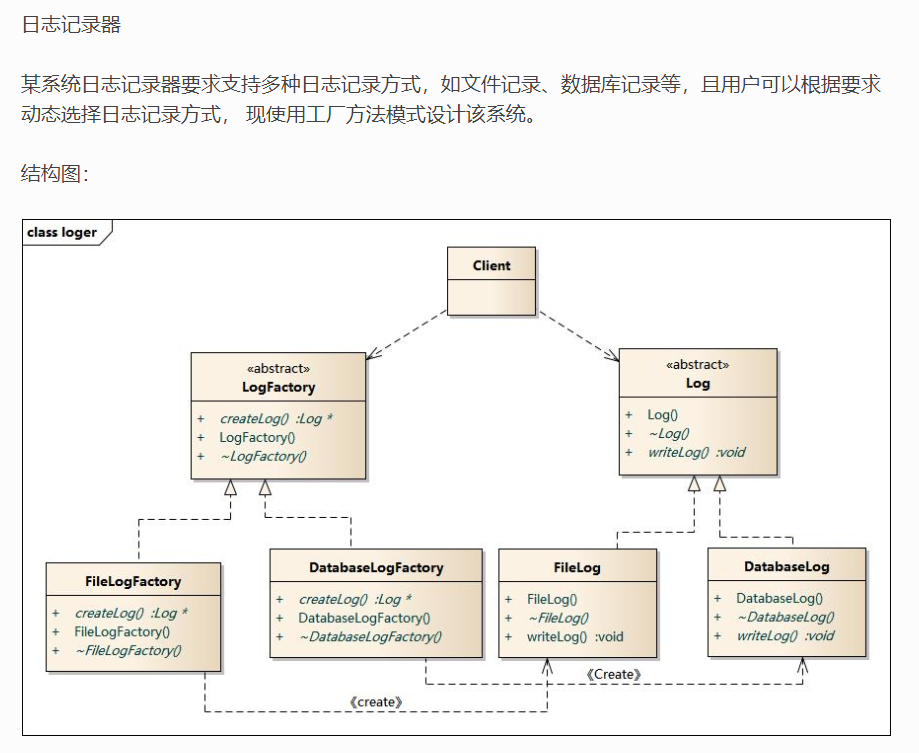 日志记录器
某系统日志记录器要求支持多种日志记录方式，如文件记录、数据库记录等，且用户可以根据要求
动态选择日志记录方式， 现使用工厂方法模式设计该系统。
结构图：
class loger
Client
«abstract»
LogFactory
+ createLog() :Log *
+ LogFactory()
+ ~LogFactory()
«abstract»
Log
+ Log()
+ ~Log()
+ writeLog() :void
FileLogFactory
+ createLog() :Log *
+ FileLogFactory()
+ ~FileLogFactory()
DatabaseLogFactory
+ createLog() :Log *
+ DatabaseLogFactory()
+ ~DatabaseLogFactory()
FileLog
+ FileLog()
+ ~FileLog()
+ writeLog() :void
DatabaseLog
+ DatabaseLog()
+ ~DatabaseLog()
+ writeLog() :void
《Create》
《create》